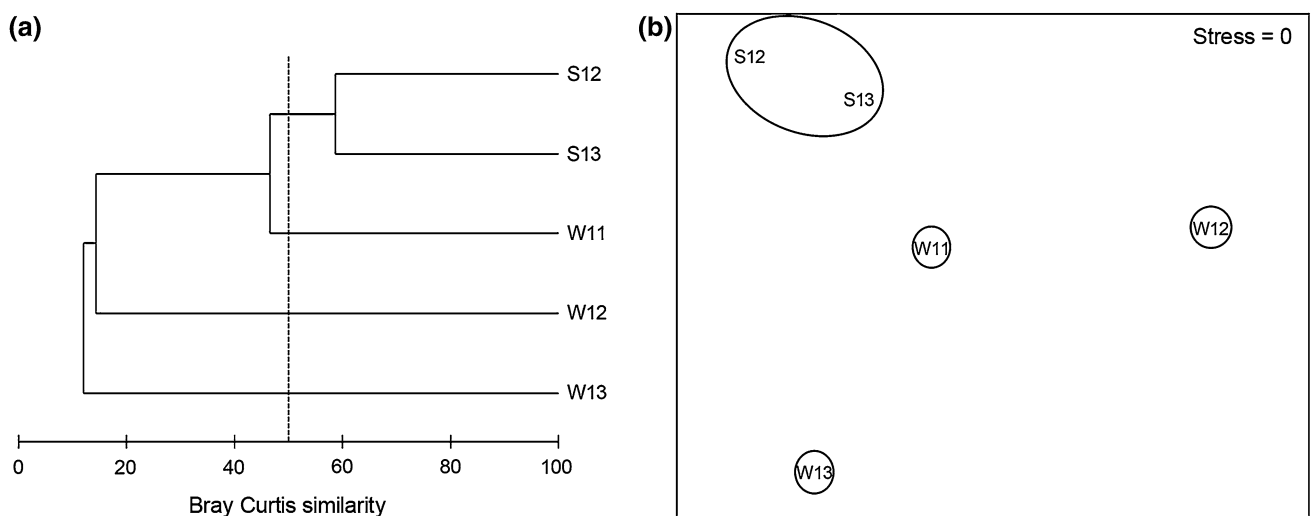 (a)
S12
S13
W11
W12
W13
0 20 40 60 80 100
Bray Curtis similarity
(b)
Stress = 0
S12
S13
W12
W11
W13